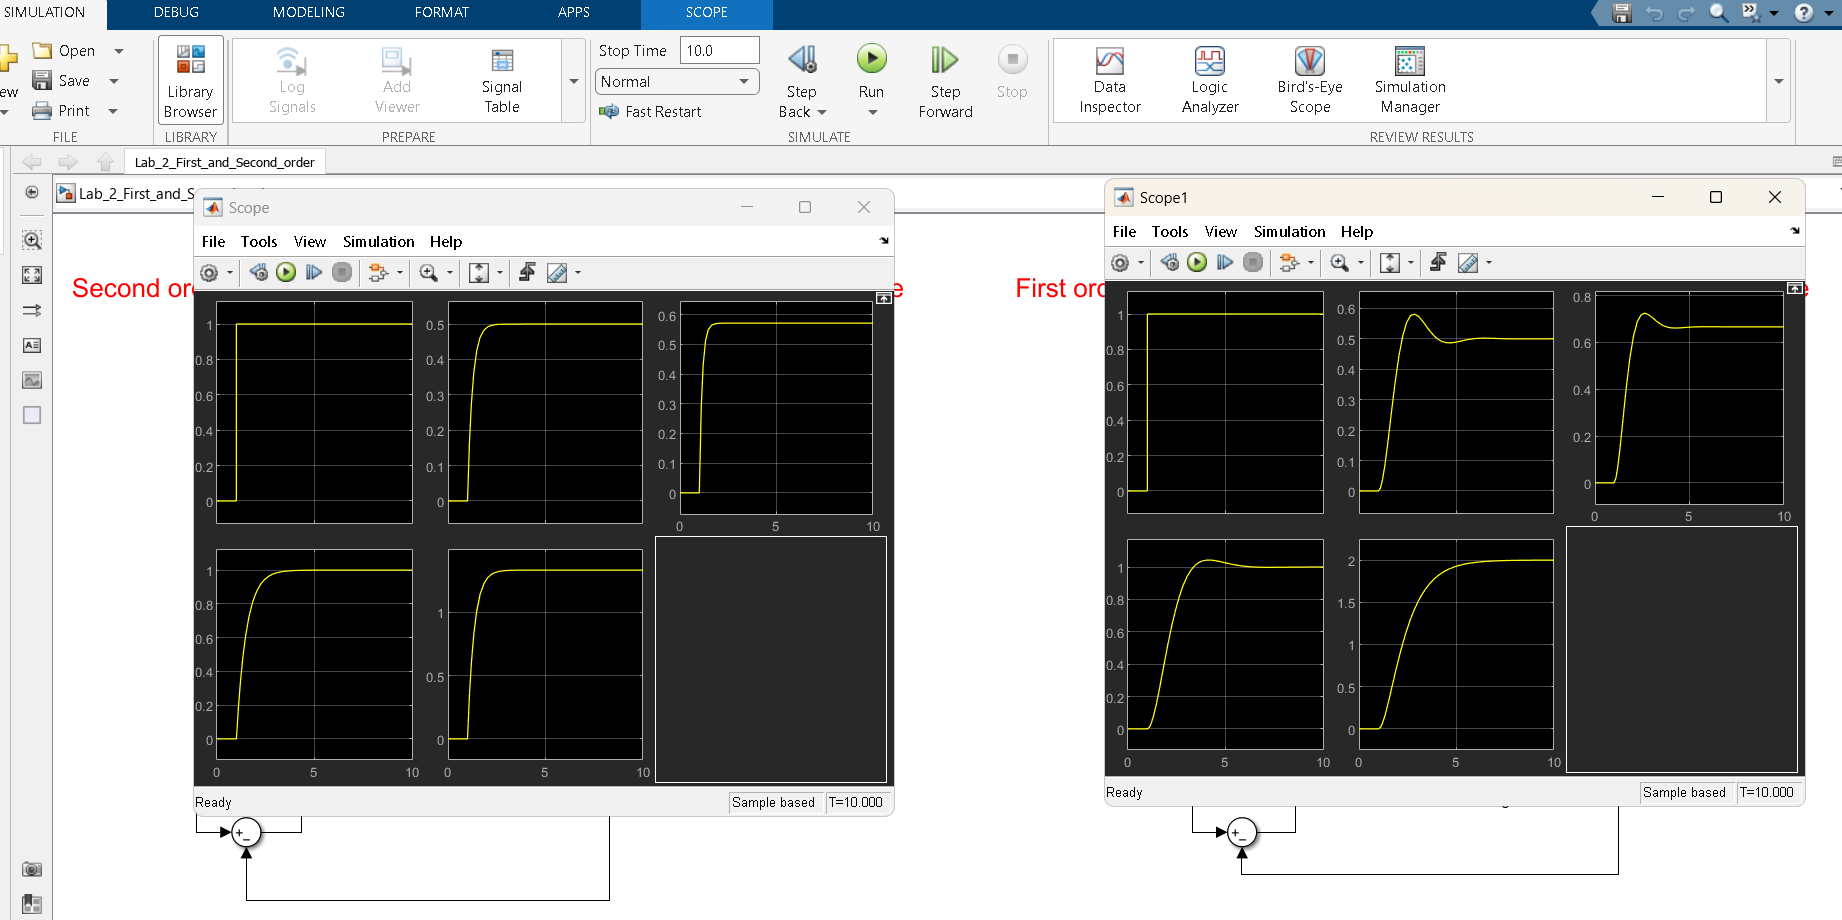 SIMULATION DEBUG MODELING FORMAT APPS SCOPE
Open
Save
Print
FILE
Library
Browser
LIBRARY
Log
Signals
Add
Viewer
Signal
Table
PREPARE
Stop Time 10.0
Normal
Fast Restart
Step
Back
Run
Step
Forward
Stop
SIMULATE
Data
Inspector
Logic
Analyzer
Bird's-Eye
Scope
Simulation
Manager
REVIEW RESULTS
Lab_2_First_and_Second_order
Lab_2_First_and_S
Second or
First ord
Scope
File Tools View Simulation Help
1
0.8
0.6
0.4
0.2
0
0.5
0.4
0.3
0.2
0.1
0
0.6
0.5
0.4
0.3
0.2
0.1
0
0 5 10
1
0.8
0.6
0.4
0.2
0
0 5 10
1
0.5
0
0 5 10
Ready Sample based T=10.000
Scope1
File Tools View Simulation Help
1
0.8
0.6
0.4
0.2
0
0.6
0.5
0.4
0.3
0.2
0.1
0
0.8
0.6
0.4
0.2
0
0 5 10
1
0.8
0.6
0.4
0.2
0
0 5 10
2
1.5
1
0.5
0
0 5 10
Ready Sample based T=10.000